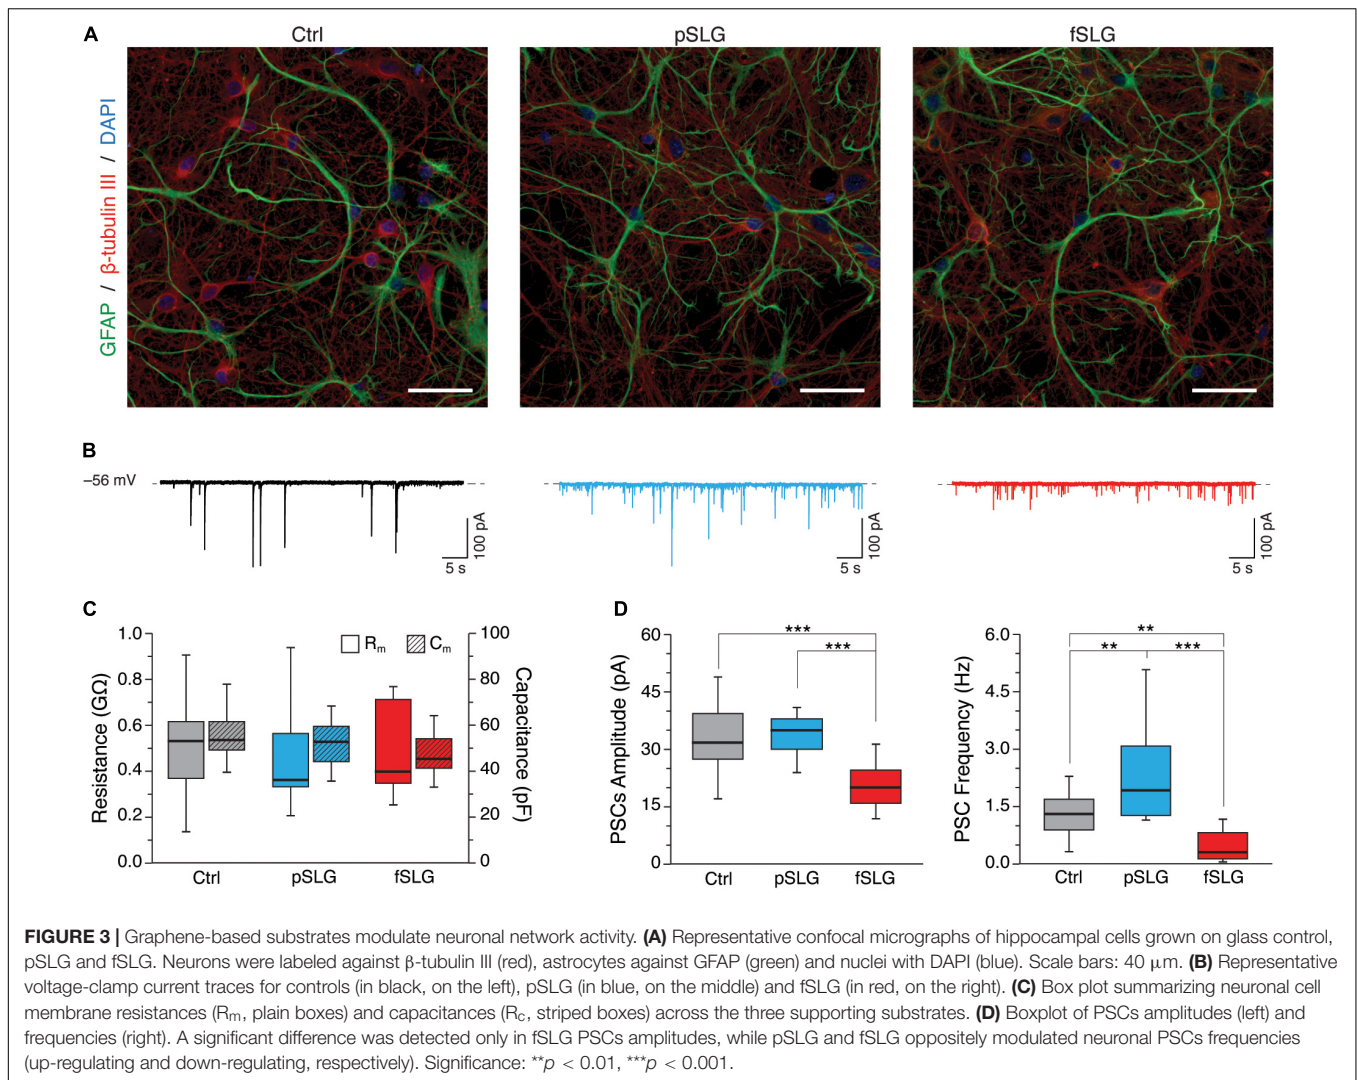 A
Ctrl
pSLG
fSLG
GFAP / β-tubulin III / DAPI
B
–56 mV
100 pA
5 s
100 pA
5 s
100 pA
5 s
C
1.0
0.8
0.6
0.4
0.2
0.0
Resistance (GΩ)
Rm
Cm
100
80
60
40
20
0
Capacitance (pF)
Ctrl
pSLG
fSLG
D
60
45
30
15
0
PSCs Amplitude (pA)
***
***
Ctrl
pSLG
fSLG
6.0
4.5
3.0
1.5
0.0
PSC Frequency (Hz)
**
**
***
Ctrl
pSLG
fSLG
FIGURE 3 | Graphene-based substrates modulate neuronal network activity. (A) Representative confocal micrographs of hippocampal cells grown on glass control,
pSLG and fSLG. Neurons were labeled against β-tubulin III (red), astrocytes against GFAP (green) and nuclei with DAPI (blue). Scale bars: 40 μm. (B) Representative
voltage-clamp current traces for controls (in black, on the left), pSLG (in blue, on the middle) and fSLG (in red, on the right). (C) Box plot summarizing neuronal cell
membrane resistances (Rm, plain boxes) and capacitances (Rc, striped boxes) across the three supporting substrates. (D) Boxplot of PSCs amplitudes (left) and
frequencies (right). A significant difference was detected only in fSLG PSCs amplitudes, while pSLG and fSLG oppositely modulated neuronal PSCs frequencies
(up-regulating and down-regulating, respectively). Significance: **p < 0.01, ***p < 0.001.